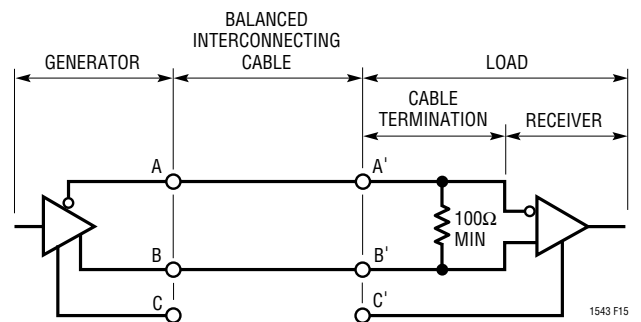 BALANCED
INTERCONNECTING
CABLE
GENERATOR
LOAD
CABLE
TERMINATION
RECEIVER
A
A'
100Ω
MIN
B
B'
C
C'
1543 F15